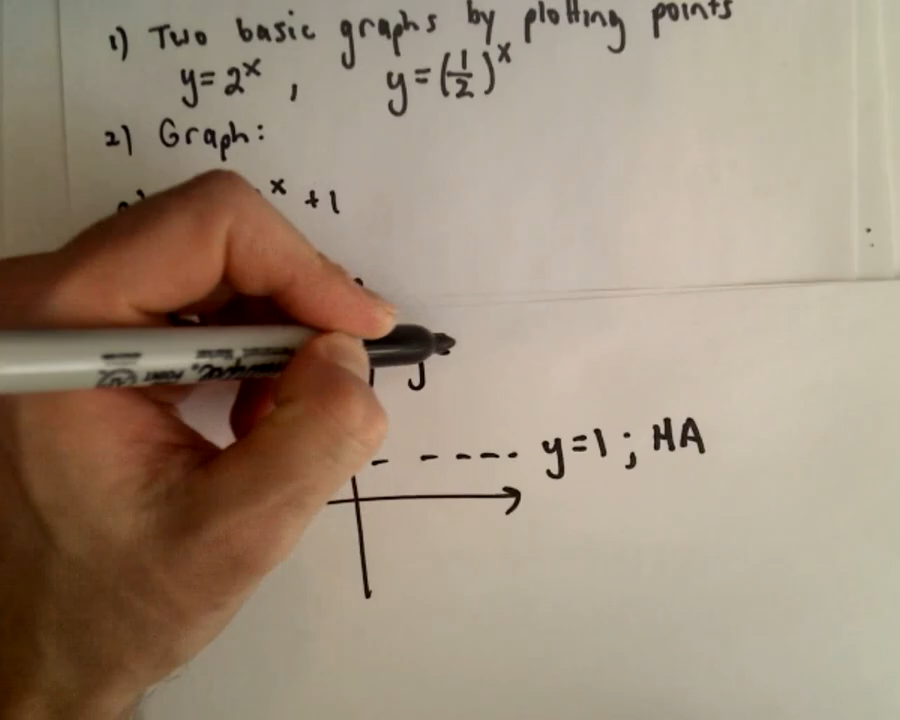 1) Two basic graphs by plotting points
y=2^x , y=(1/2)^x
2) Graph:
x +1
y
y=1 ; HA